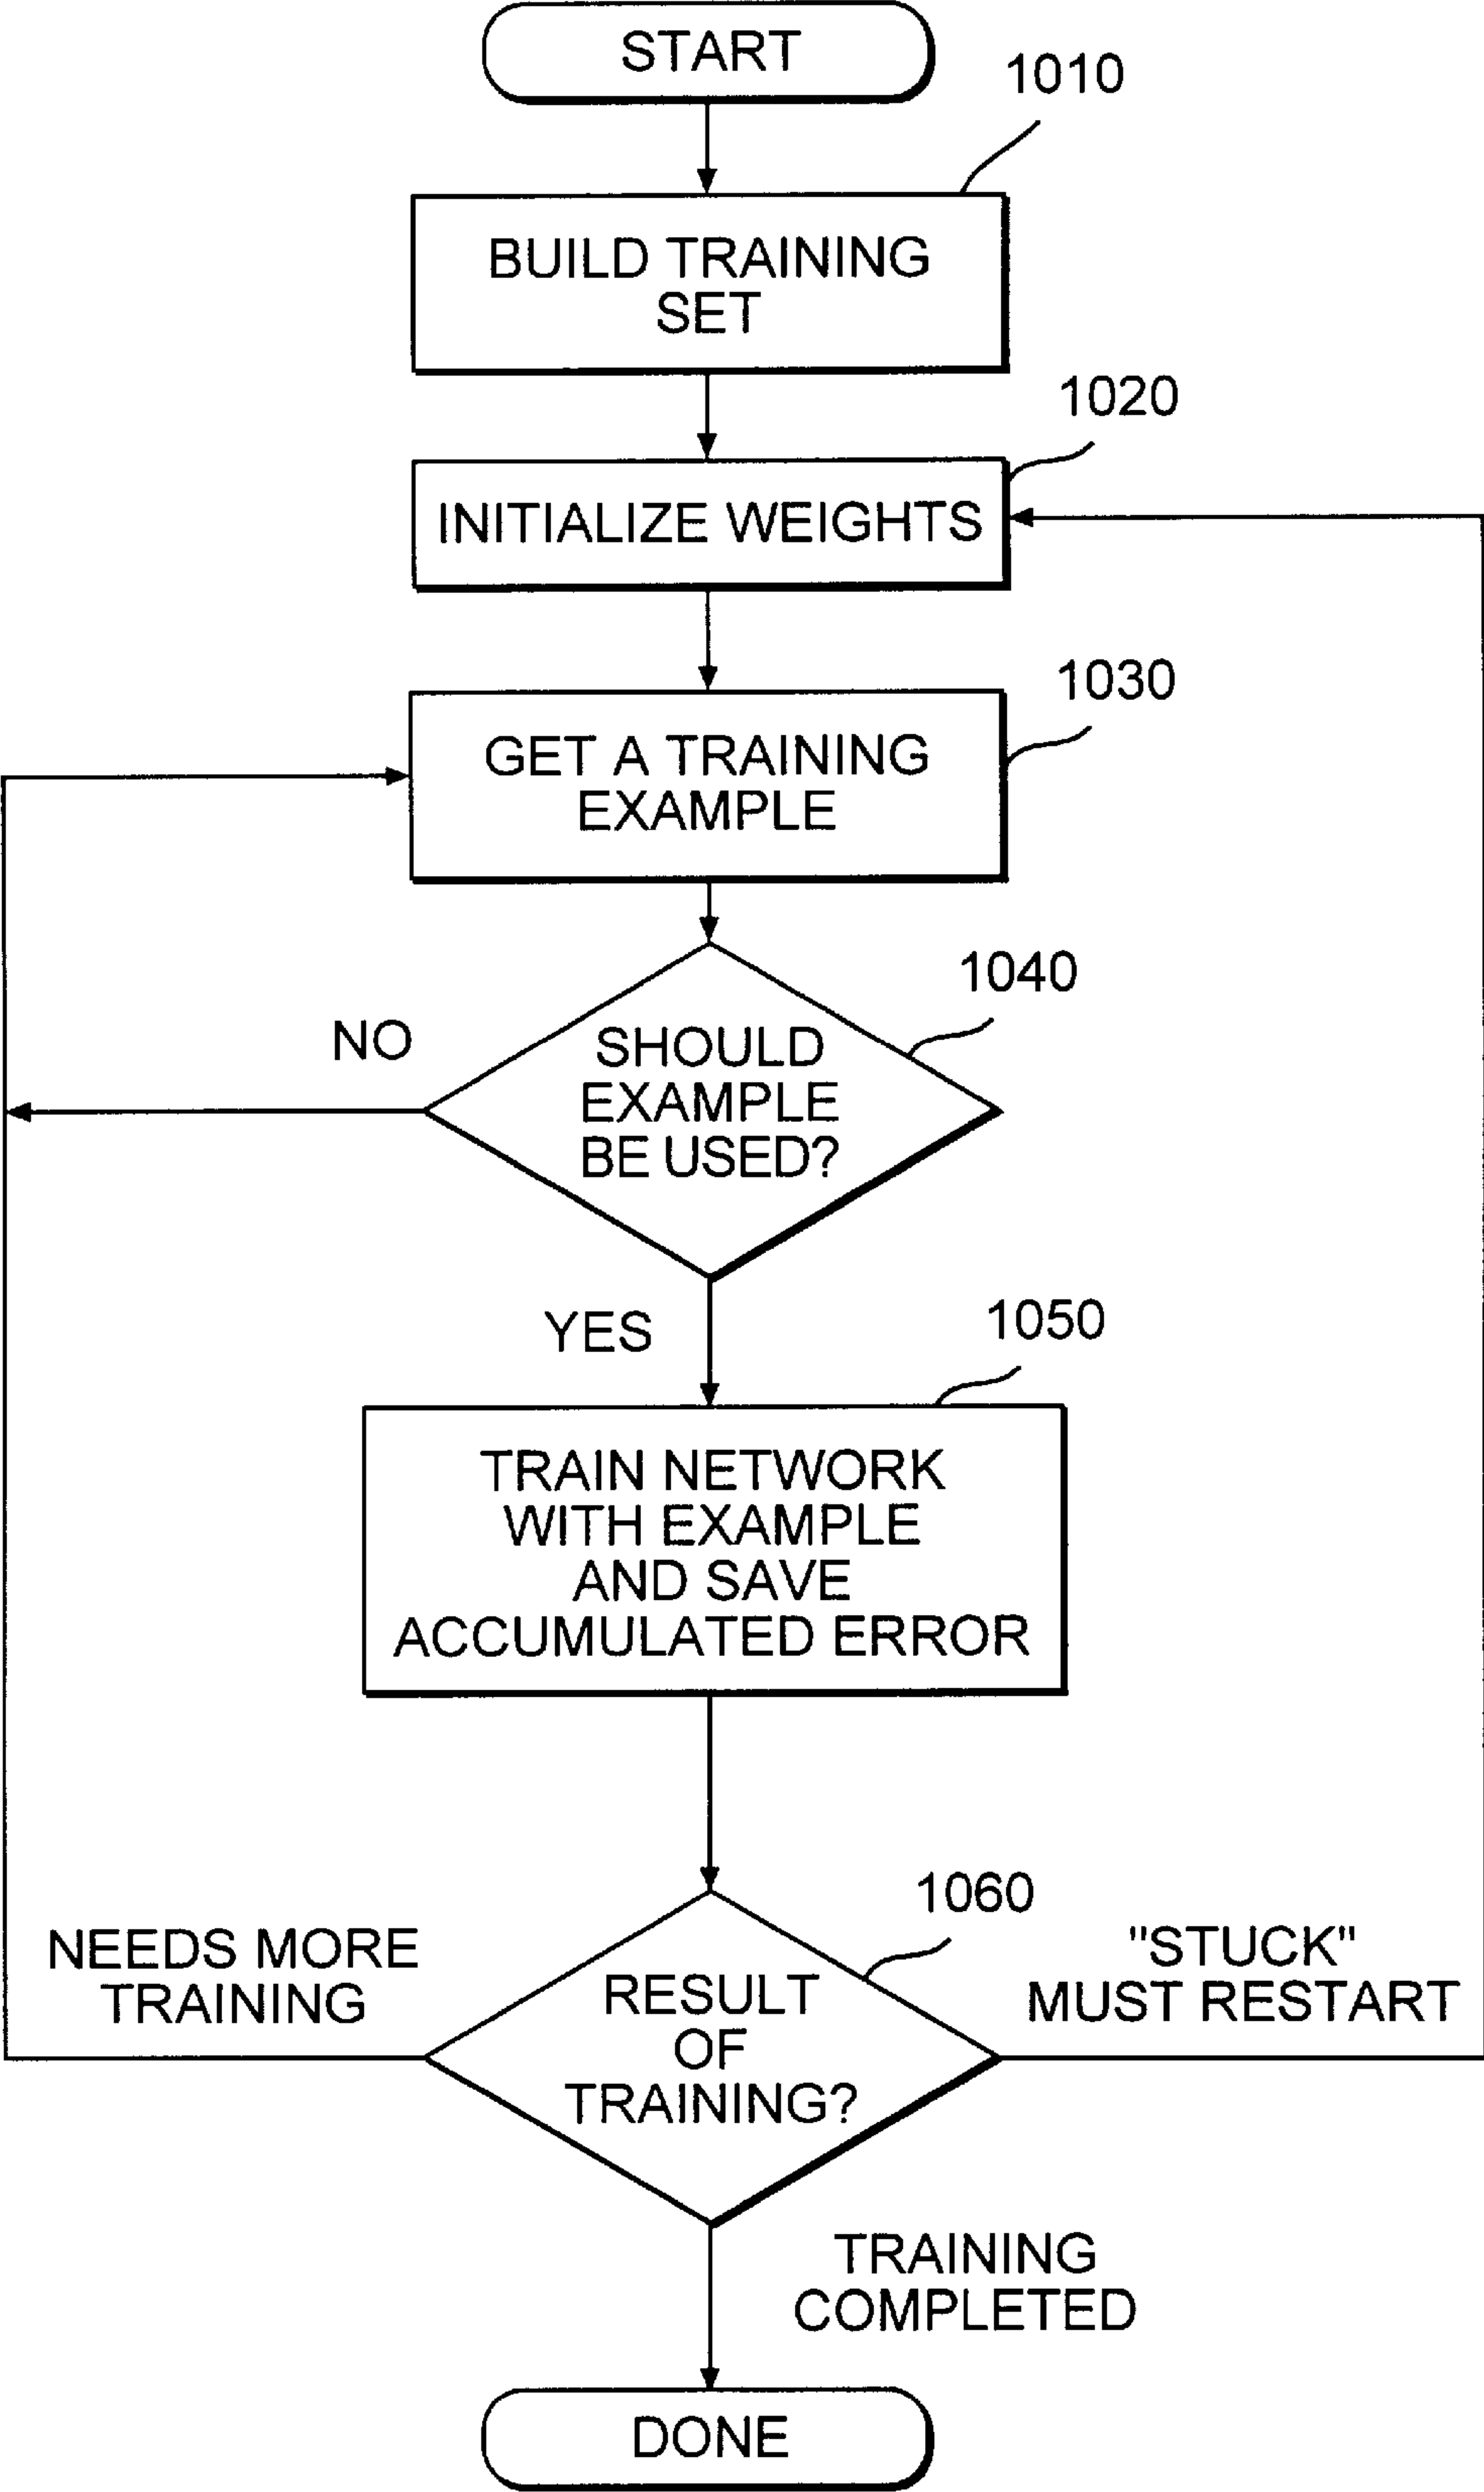 START
1010
BUILD TRAINING
SET
1020
INITIALIZE WEIGHTS
1030
GET A TRAINING
EXAMPLE
1040
NO
SHOULD
EXAMPLE
BE USED?
YES
1050
TRAIN NETWORK
WITH EXAMPLE
AND SAVE
ACCUMULATED ERROR
1060
NEEDS MORE
TRAINING
RESULT
OF
TRAINING?
"STUCK"
MUST RESTART
TRAINING
COMPLETED
DONE